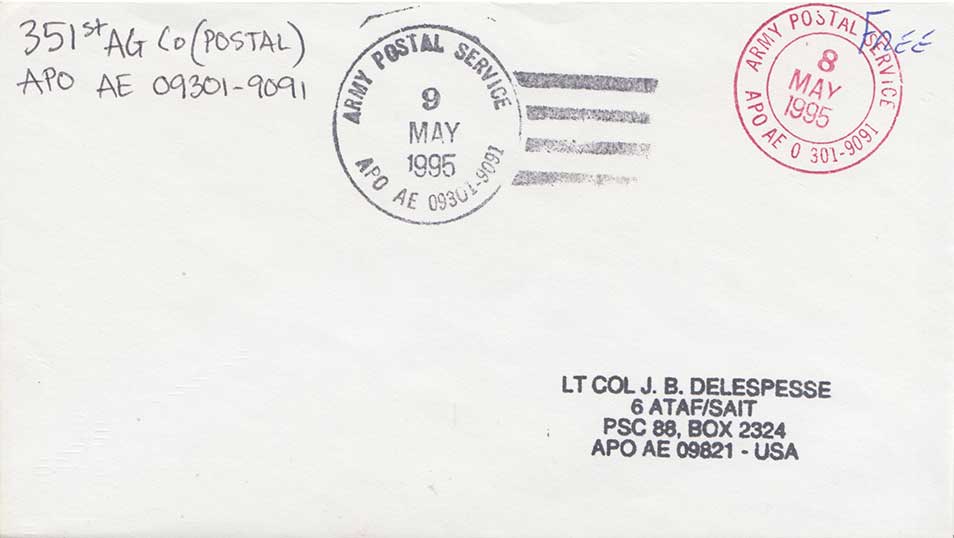 351st AG Co (POSTAL)
APO AE 09301-9091
ARMY POSTAL SERVICE
9
MAY
1995
APO AE 09301-9091
ARMY POSTAL SERVICE
8
MAY
1995
APO AE 0 301-9091
FREE
LT COL J. B. DELESPESSE
6 ATAF/SAIT
PSC 88, BOX 2324
APO AE 09821 - USA